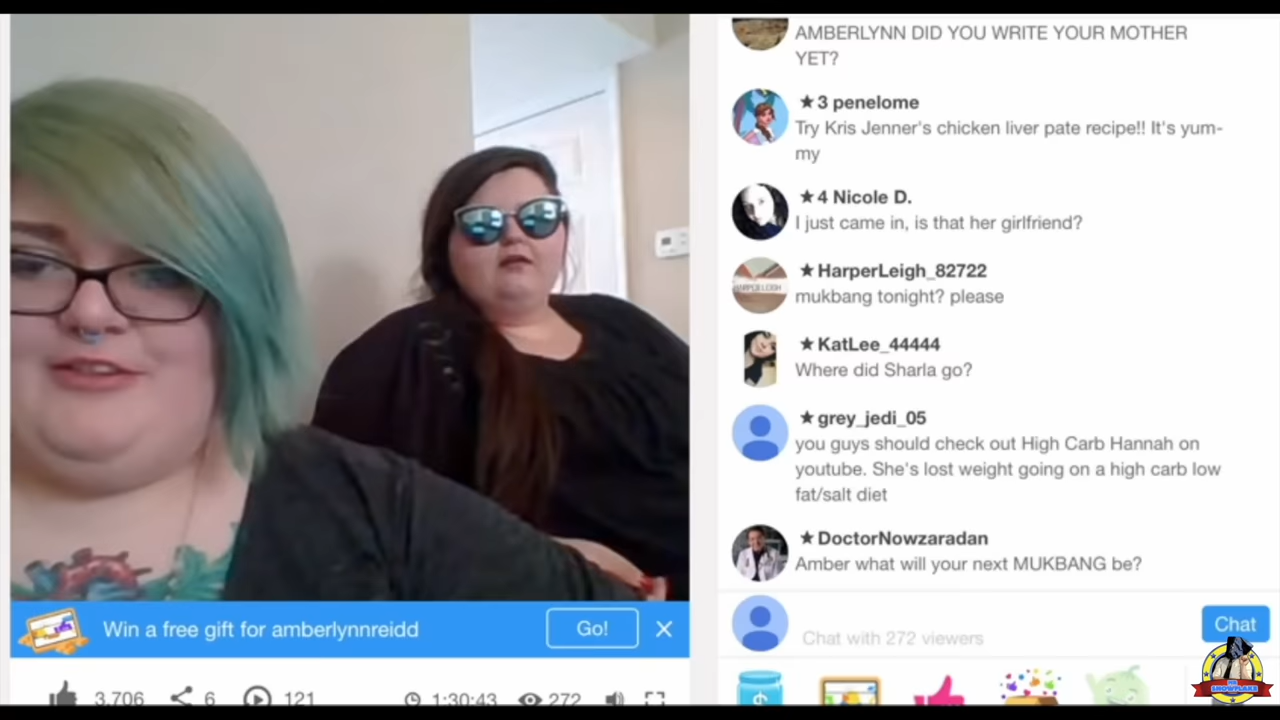 AMBERLYNN DID YOU WRITE YOUR MOTHER
YET?
★3 penelome
Try Kris Jenner's chicken liver pate recipe!! It's yum-
my
★4 Nicole D.
I just came in, is that her girlfriend?
★HarperLeigh_82722
mukbang tonight? please
HARPER LEIGH
★KatLee_44444
Where did Sharla go?
★grey_jedi_05
you guys should check out High Carb Hannah on
youtube. She's lost weight going on a high carb low
fat/salt diet
★DoctorNowzaradan
Amber what will your next MUKBANG be?
Win a free gift for amberlynnreidd
Go!
Chat with 272 viewers
Chat
3,706
6
121
1:30:43
272
$
SNOWFLAKE